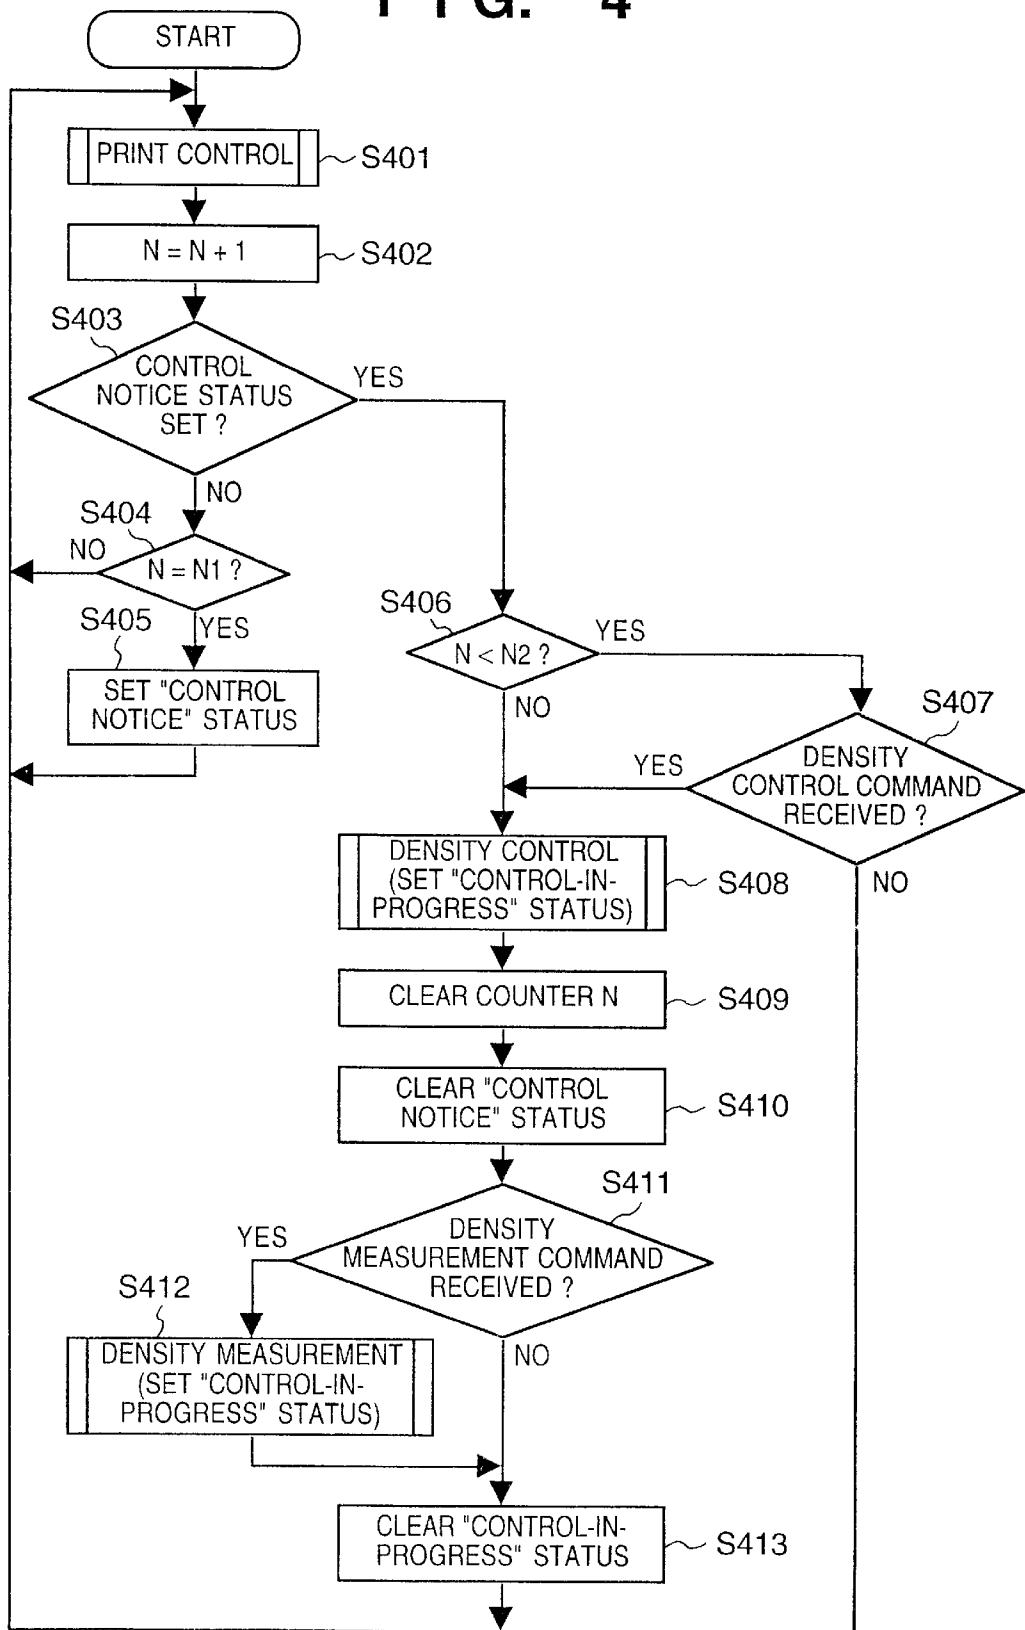 FIG. 4
START
PRINT CONTROL
S401
N = N + 1
S402
S403
CONTROL
NOTICE STATUS
SET ?
YES
NO
S404
NO
N = N1 ?
S405
YES
SET "CONTROL
NOTICE" STATUS
S406
N < N2 ?
YES
NO
S407
DENSITY
CONTROL COMMAND
RECEIVED ?
YES
NO
DENSITY CONTROL
(SET "CONTROL-IN-
PROGRESS" STATUS)
S408
CLEAR COUNTER N
S409
CLEAR "CONTROL
NOTICE" STATUS
S410
S411
DENSITY
MEASUREMENT COMMAND
RECEIVED ?
YES
NO
S412
DENSITY MEASUREMENT
(SET "CONTROL-IN-
PROGRESS" STATUS)
CLEAR "CONTROL-IN-
PROGRESS" STATUS
S413